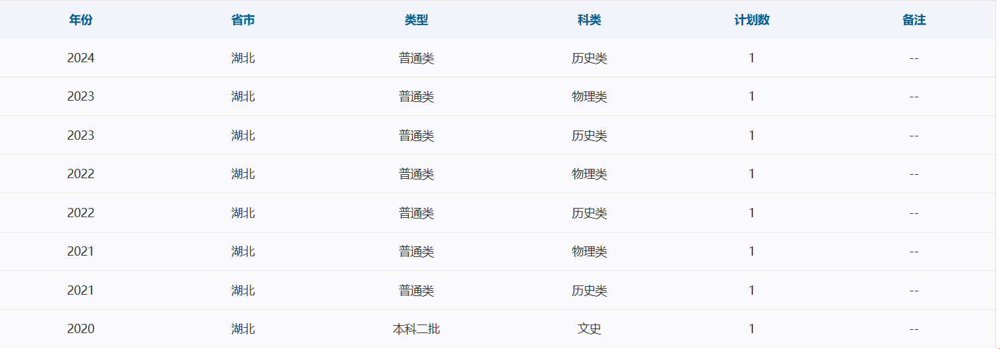 年份 省市 类型 科类 计划数 备注
2024 湖北 普通类 历史类 1 --
2023 湖北 普通类 物理类 1 --
2023 湖北 普通类 历史类 1 --
2022 湖北 普通类 物理类 1 --
2022 湖北 普通类 历史类 1 --
2021 湖北 普通类 物理类 1 --
2021 湖北 普通类 历史类 1 --
2020 湖北 本科二批 文史 1 --